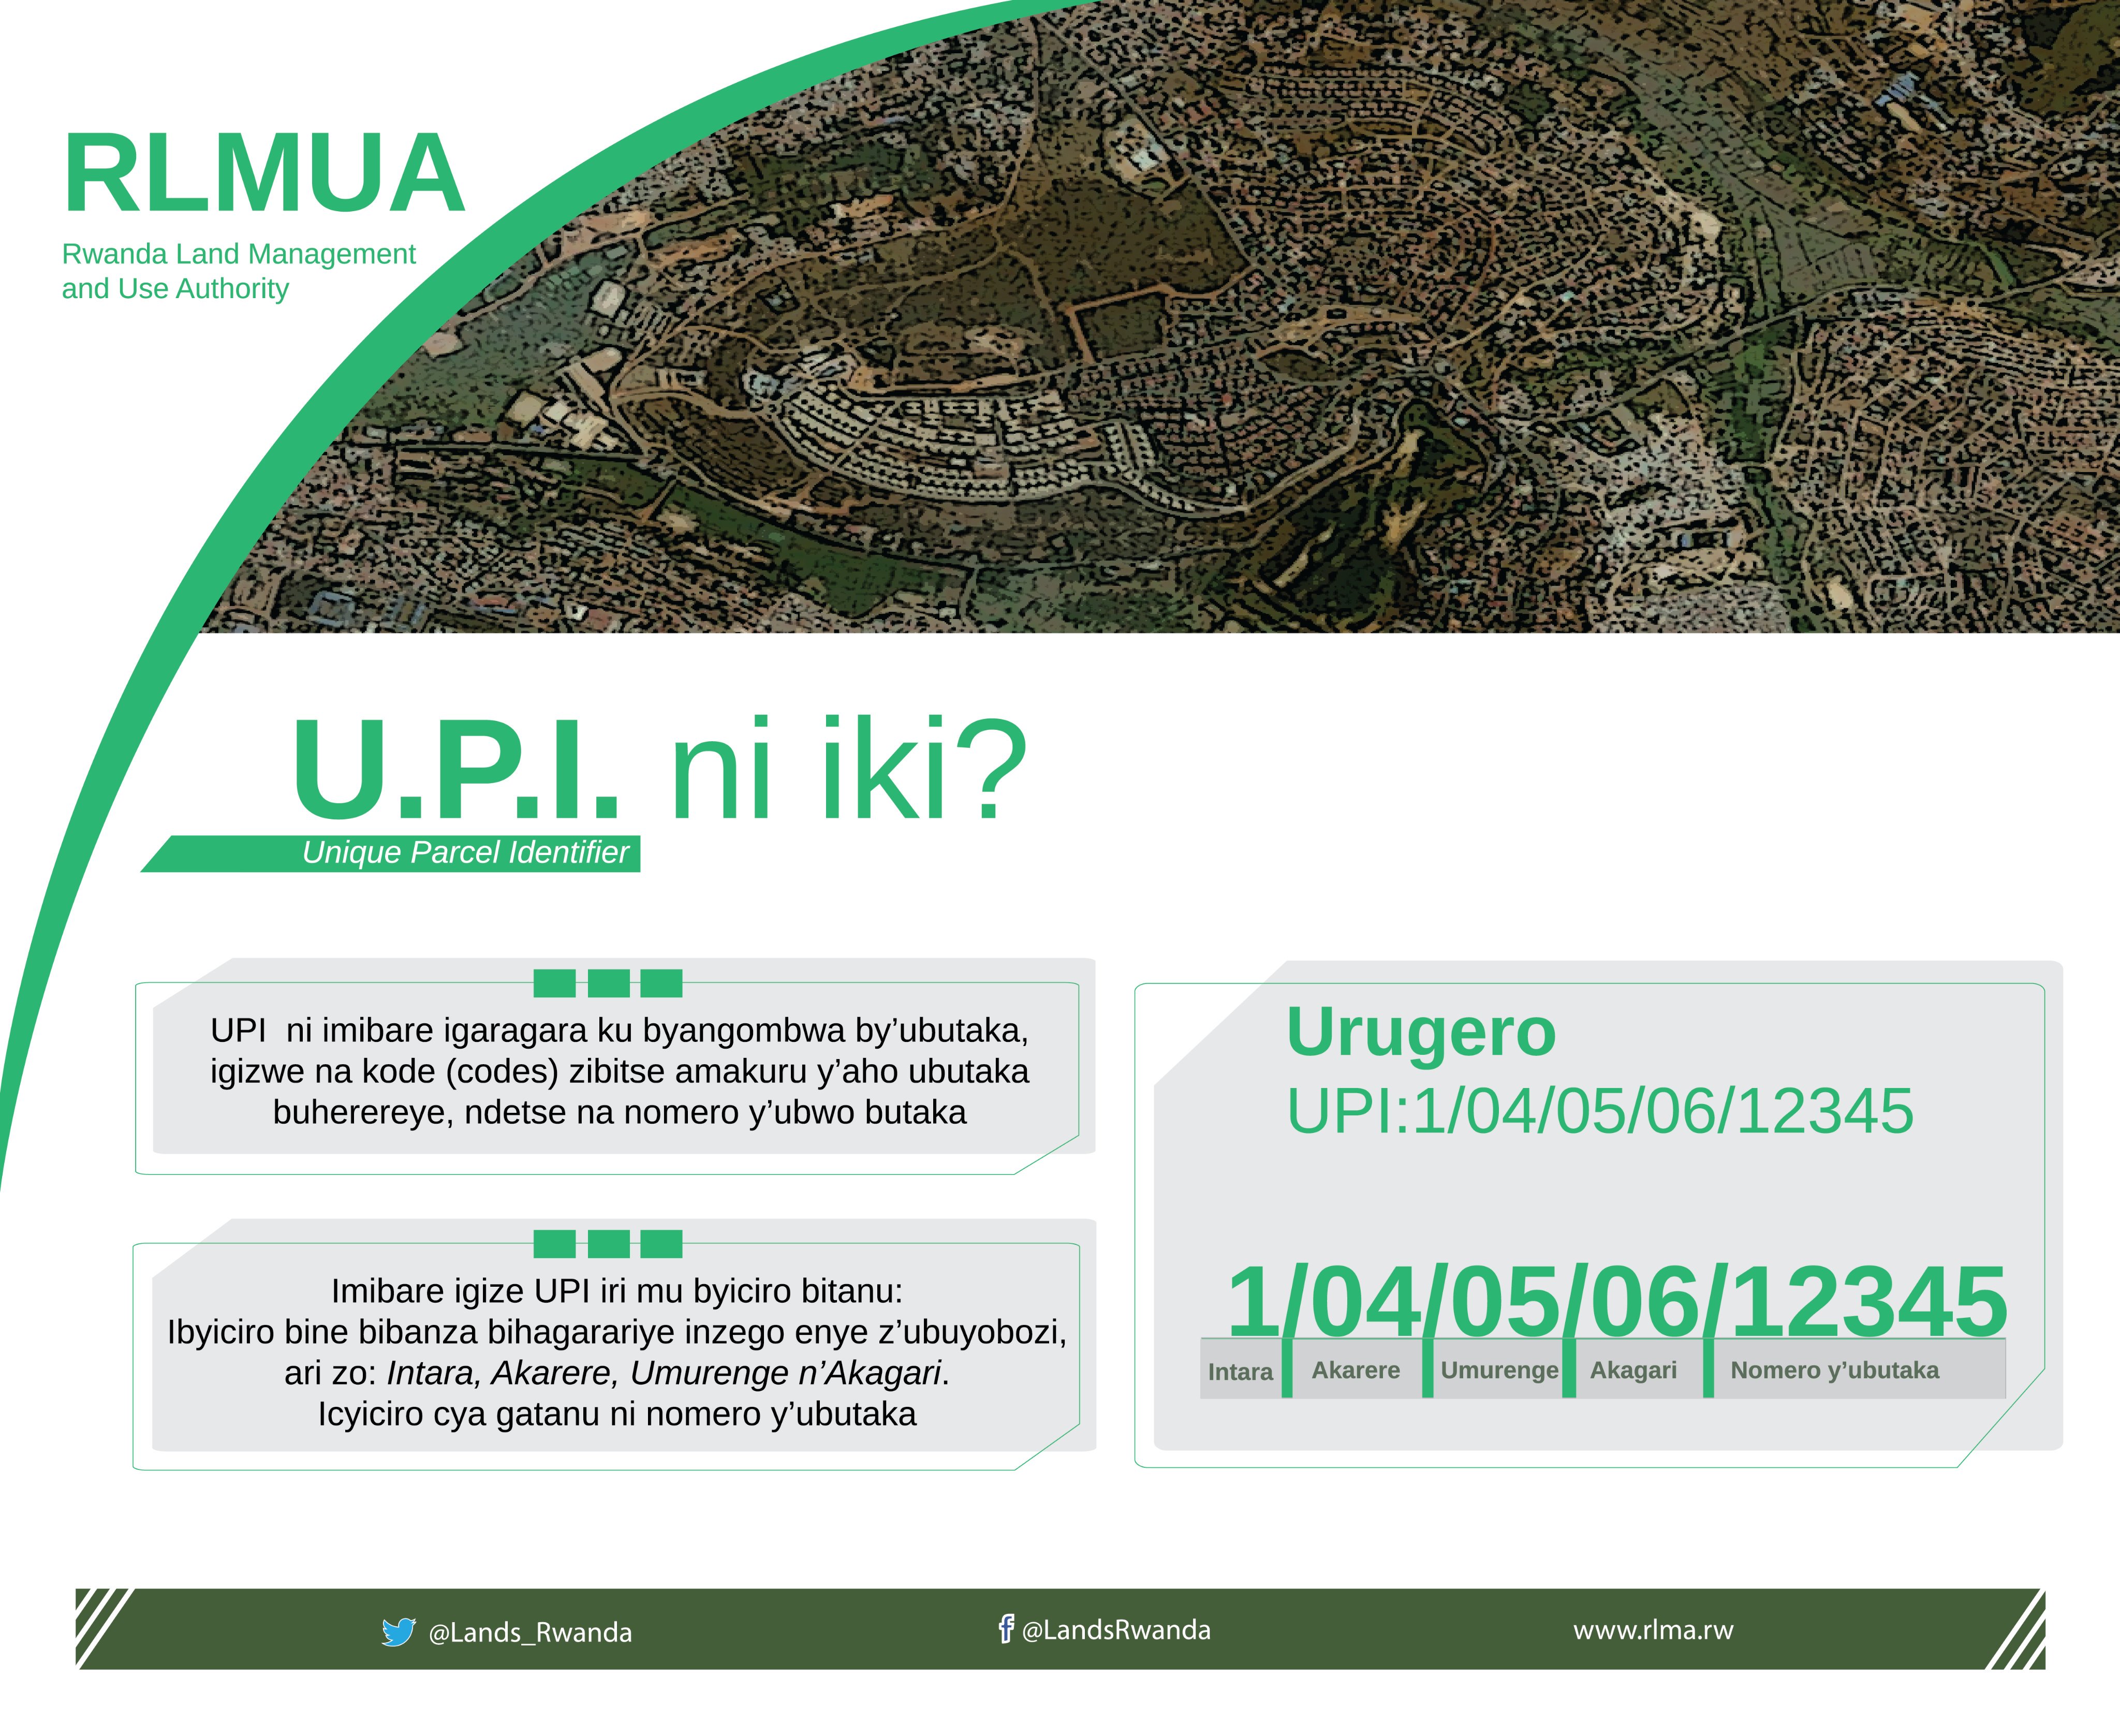 RLMUA
Rwanda Land Management
and Use Authority
U.P.I. ni iki?
Unique Parcel Identifier
UPI  ni imibare igaragara ku byangombwa by’ubutaka,
igizwe na kode (codes) zibitse amakuru y’aho ubutaka
buherereye, ndetse na nomero y’ubwo butaka
Imibare igize UPI iri mu byiciro bitanu:
Ibyiciro bine bibanza bihagarariye inzego enye z’ubuyobozi,
ari zo: Intara, Akarere, Umurenge n’Akagari.
Icyiciro cya gatanu ni nomero y’ubutaka
Urugero
UPI:1/04/05/06/12345
1/04/05/06/12345
Intara Akarere Umurenge Akagari Nomero y’ubutaka
@Lands_Rwanda @LandsRwanda www.rlma.rw